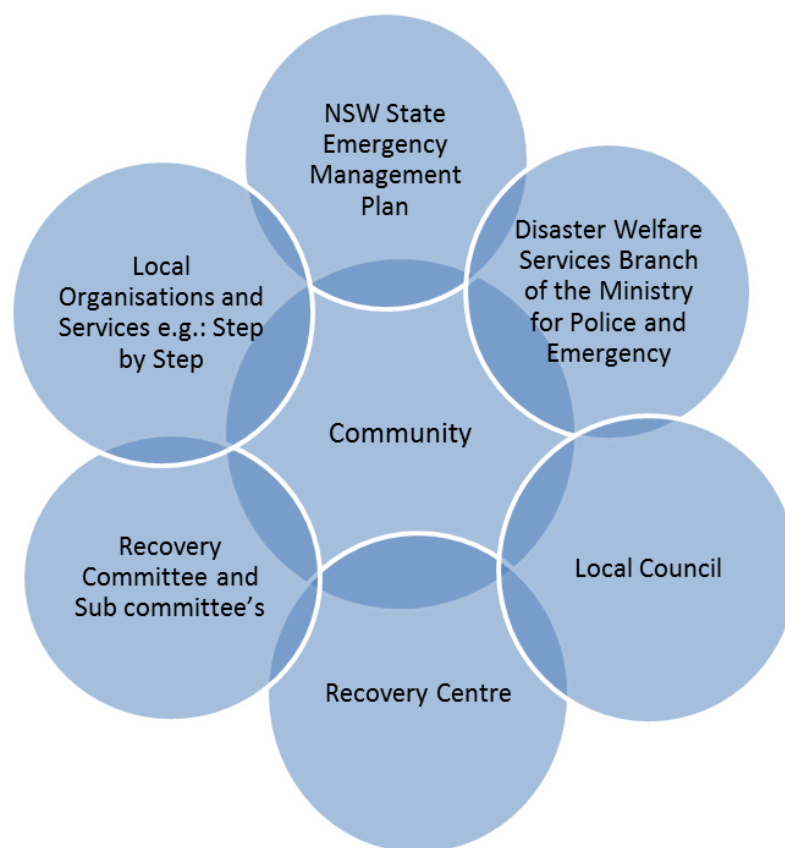 NSW State
Emergency
Management
Plan
Disaster Welfare
Services Branch
of the Ministry
for Police and
Emergency
Local
Organisations and
Services e.g.: Step
by Step
Community
Recovery
Committee and
Sub committee’s
Local Council
Recovery Centre